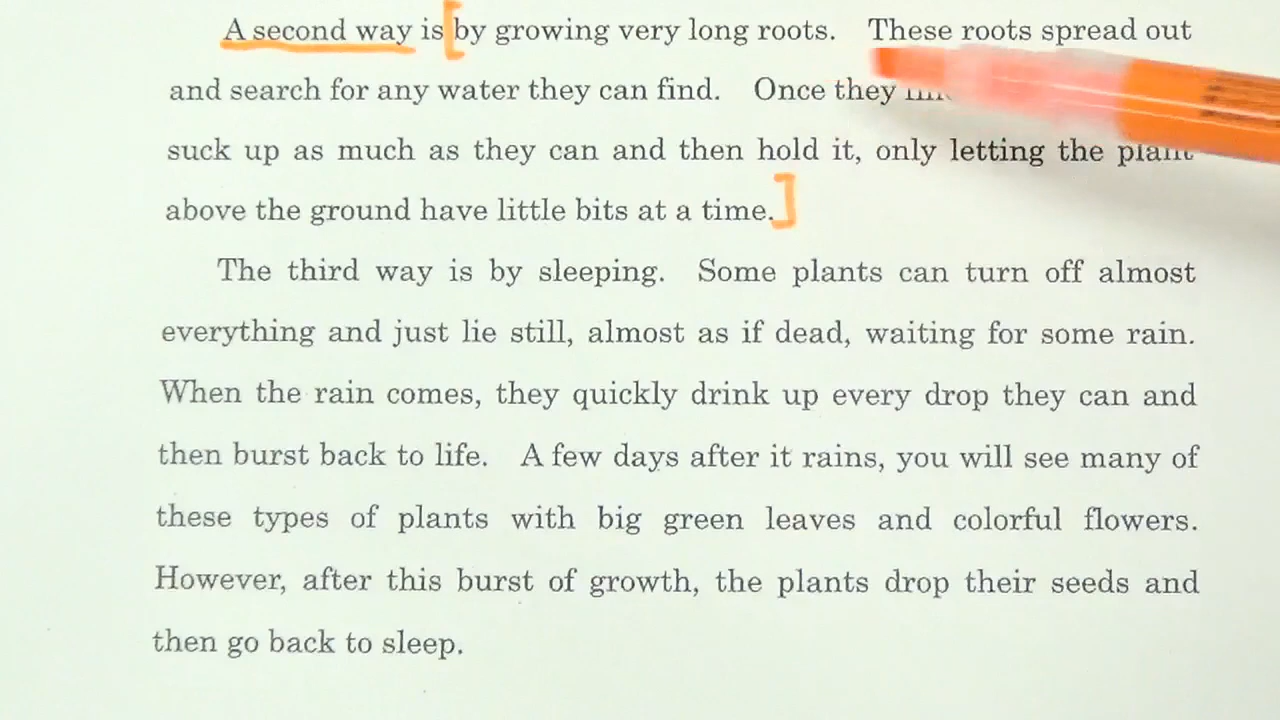 A second way is by growing very long roots. These roots spread out
and search for any water they can find. Once they
suck up as much as they can and then hold it, only letting the plant
above the ground have little bits at a time.
The third way is by sleeping. Some plants can turn off almost
everything and just lie still, almost as if dead, waiting for some rain.
When the rain comes, they quickly drink up every drop they can and
then burst back to life. A few days after it rains, you will see many of
these types of plants with big green leaves and colorful flowers.
However, after this burst of growth, the plants drop their seeds and
then go back to sleep.